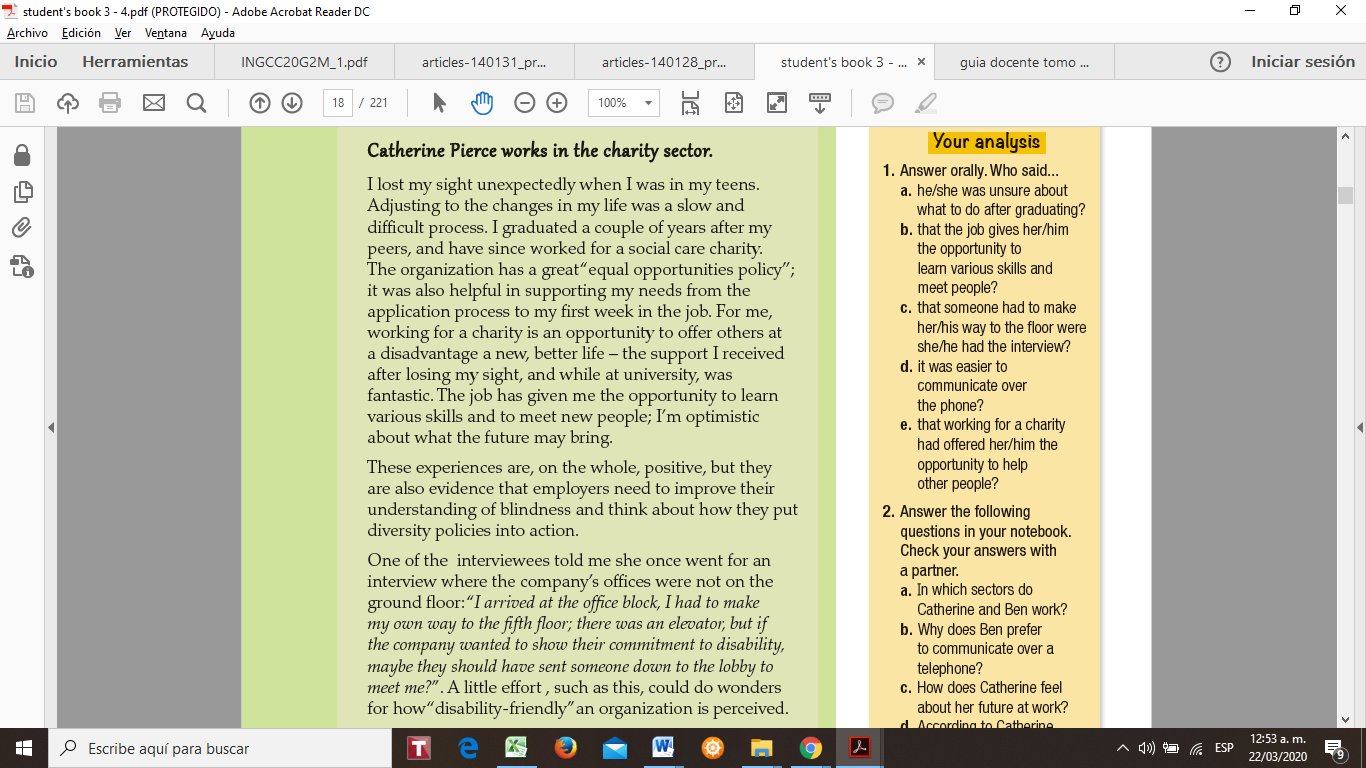 student's book 3 - 4.pdf (PROTEGIDO) - Adobe Acrobat Reader DC
Archivo Edición Ver Ventana Ayuda
Inicio Herramientas INGCC20G2M_1.pdf articles-140131_pr... articles-140128_pr... student's book 3 - ... × guia docente tomo ... Iniciar sesión
18 / 221 100%
Catherine Pierce works in the charity sector.
I lost my sight unexpectedly when I was in my teens.
Adjusting to the changes in my life was a slow and
difficult process. I graduated a couple of years after my
peers, and have since worked for a social care charity.
The organization has a great“equal opportunities policy”;
it was also helpful in supporting my needs from the
application process to my first week in the job. For me,
working for a charity is an opportunity to offer others at
a disadvantage a new, better life – the support I received
after losing my sight, and while at university, was
fantastic. The job has given me the opportunity to learn
various skills and to meet new people; I’m optimistic
about what the future may bring.
These experiences are, on the whole, positive, but they
are also evidence that employers need to improve their
understanding of blindness and think about how they put
diversity policies into action.
One of the interviewees told me she once went for an
interview where the company’s offices were not on the
ground floor:“I arrived at the office block, I had to make
my own way to the fifth floor; there was an elevator, but if
the company wanted to show their commitment to disability,
maybe they should have sent someone down to the lobby to
meet me?”. A little effort , such as this, could do wonders
for how“disability-friendly”an organization is perceived.
Your analysis
1. Answer orally. Who said...
a. he/she was unsure about
what to do after graduating?
b. that the job gives her/him
the opportunity to
learn various skills and
meet people?
c. that someone had to make
her/his way to the floor were
she/he had the interview?
d. it was easier to
communicate over
the phone?
e. that working for a charity
had offered her/him the
opportunity to help
other people?
2. Answer the following
questions in your notebook.
Check your answers with
a partner.
a. In which sectors do
Catherine and Ben work?
b. Why does Ben prefer
to communicate over a
telephone?
c. How does Catherine feel
about her future at work?
d. According to Catherine
Escribe aquí para buscar
ESP
12:53 a. m.
22/03/2020
9